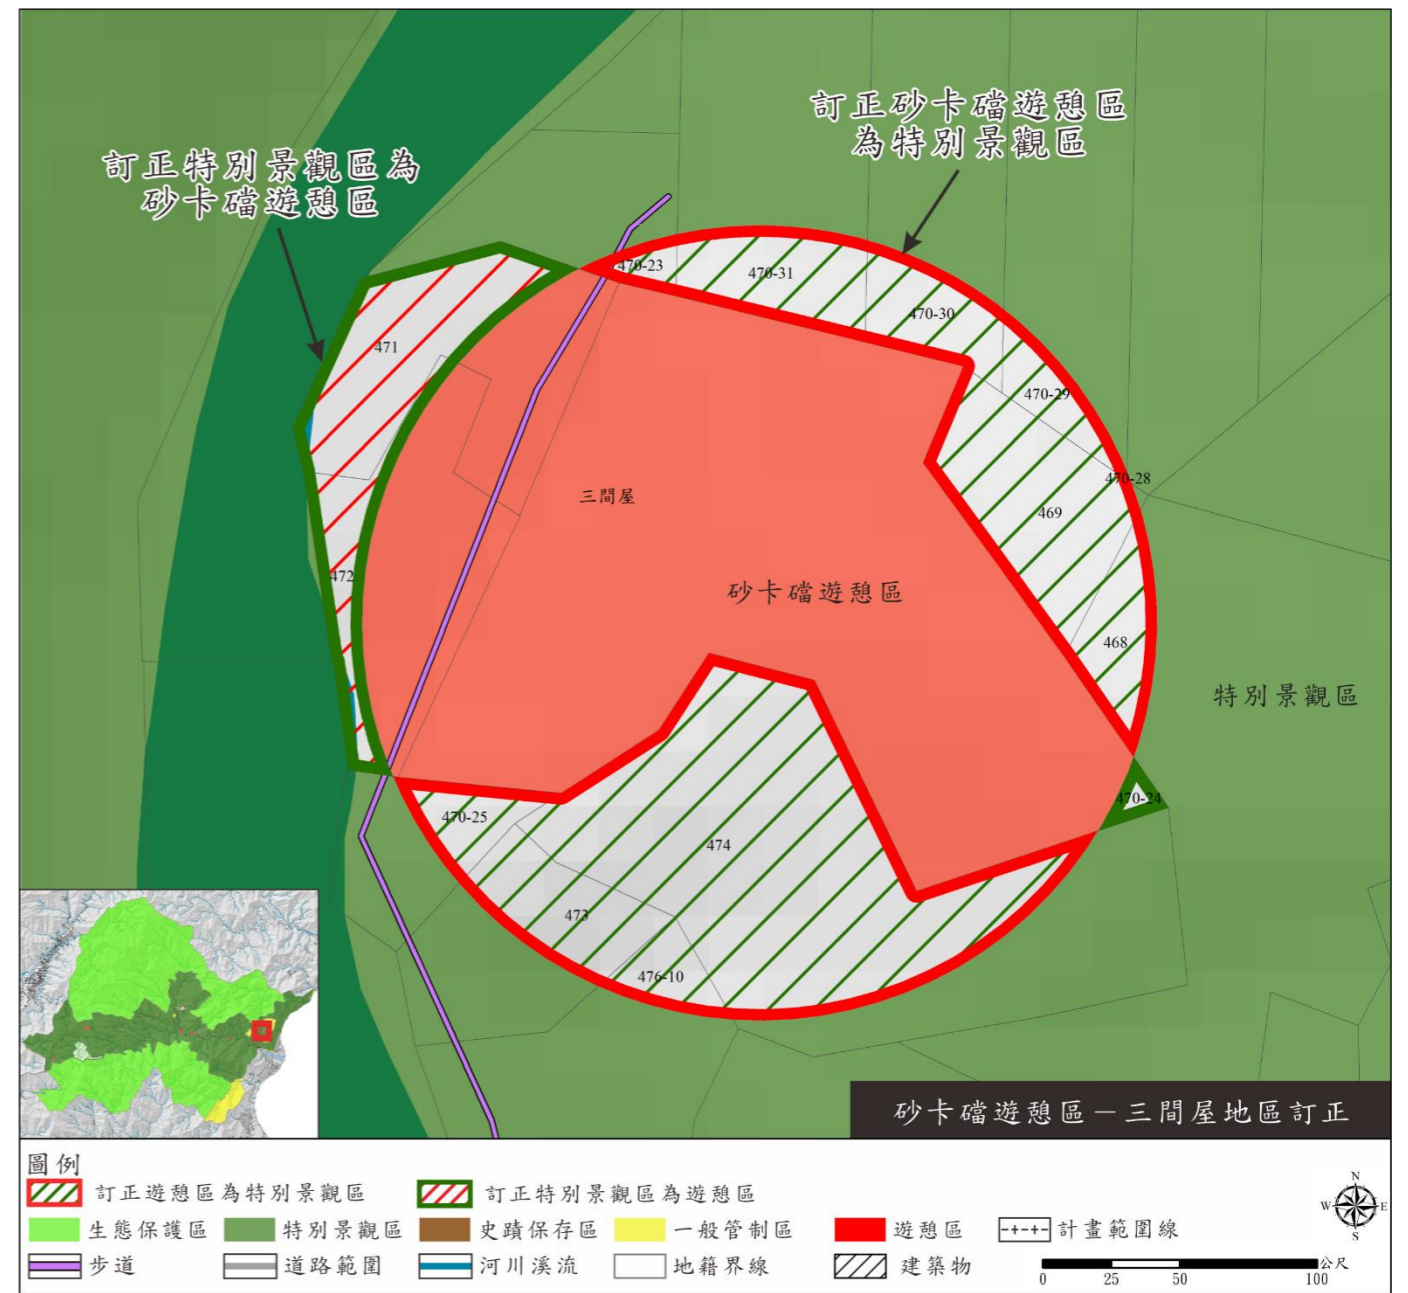 訂正砂卡礑遊憩區
為特別景觀區
訂正特別景觀區為
砂卡礑遊憩區
470-23
470-31
470-30
471
470-29
470-28
三間屋
469
472
砂卡礑遊憩區
468
特別景觀區
470-24
470-25
474
473
476-10
砂卡礑遊憩區－三間屋地區訂正
圖例
訂正遊憩區為特別景觀區
訂正特別景觀區為遊憩區
生態保護區
特別景觀區
史蹟保存區
一般管制區
遊憩區
計畫範圍線
步道
道路範圍
河川溪流
地籍界線
建築物
N
W
E
S
公尺
0 25 50 100